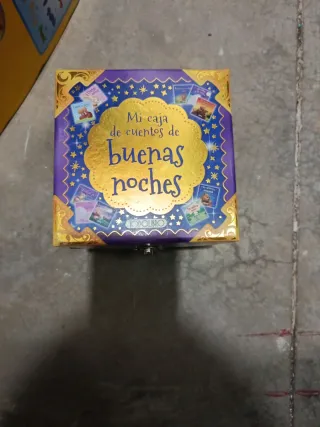 Mi caja
de cuentos de
buenas
noches